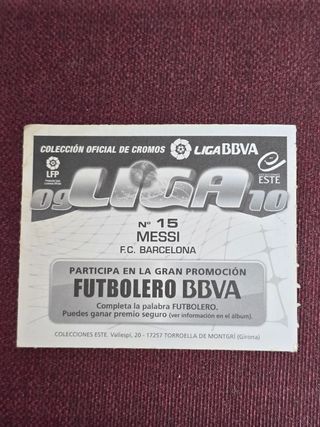 COLECCIÓN OFICIAL DE CROMOS LIGA BBVA
LFP
ESTE
09 LIGA 10
Nº 15
MESSI
F.C. BARCELONA
PARTICIPA EN LA GRAN PROMOCIÓN
FUTBOLERO BBVA
Completa la palabra FUTBOLERO.
Puedes ganar premio seguro (ver información en el álbum).
COLECCIONES ESTE. Vallespí, 20 - 17257 TORROELLA DE MONTGRÍ (Girona)